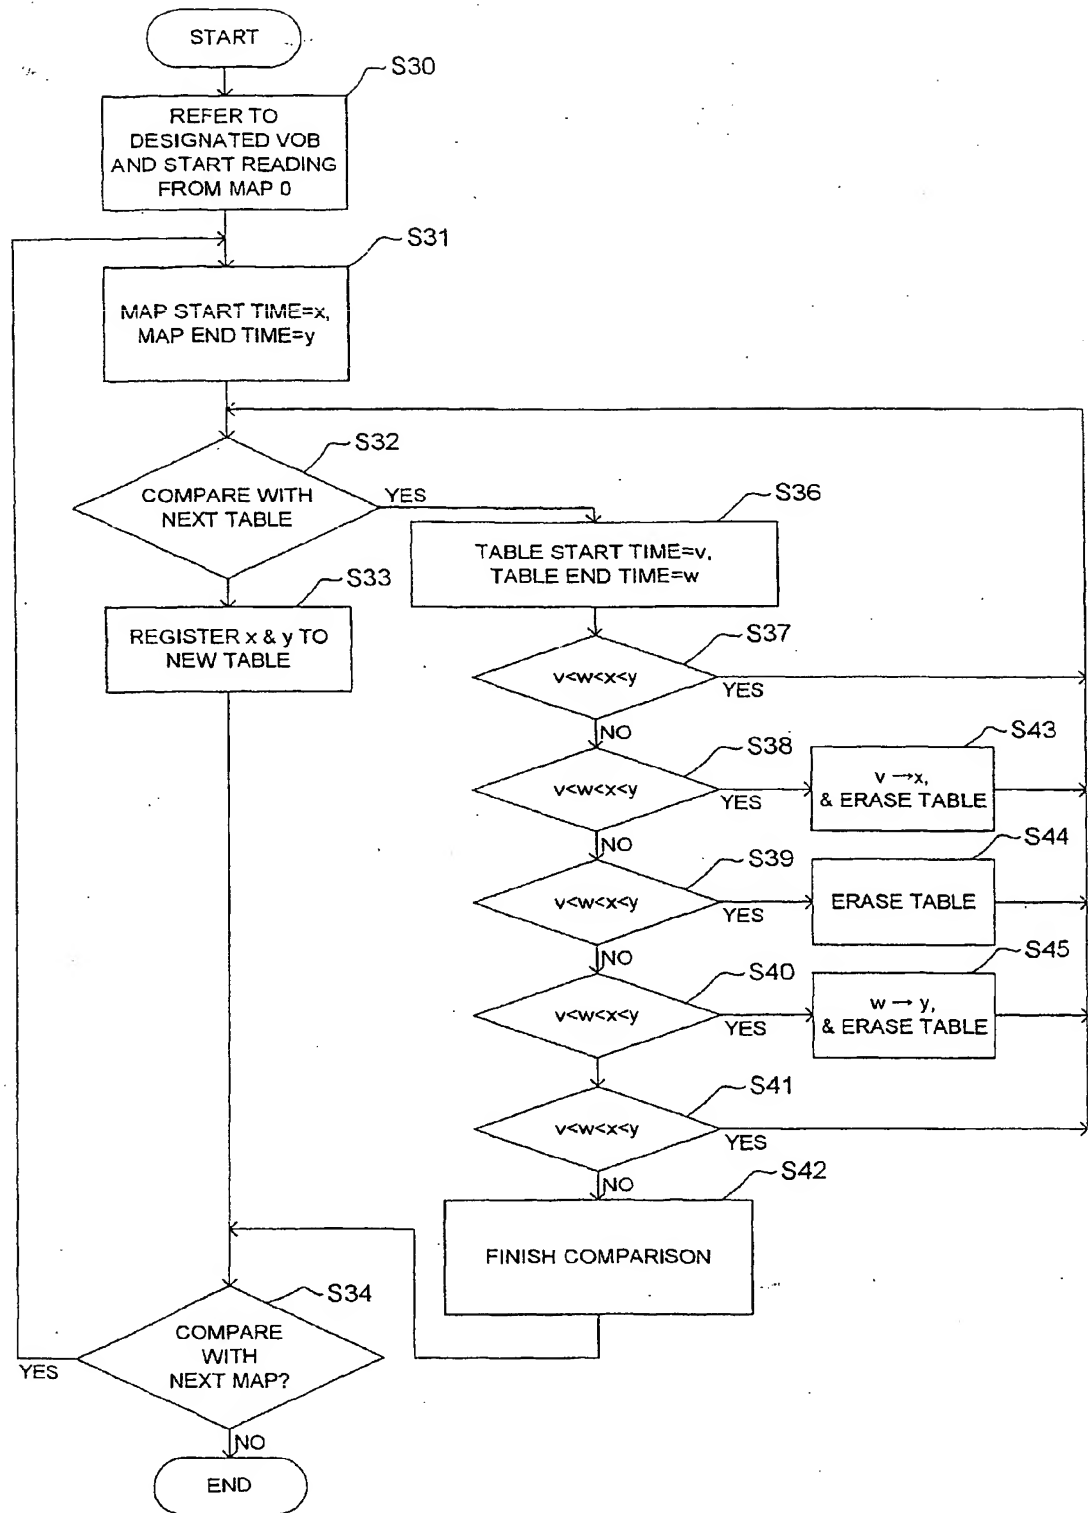 START
S30
REFER TO
DESIGNATED VOB
AND START READING
FROM MAP 0
S31
MAP START TIME=x,
MAP END TIME=y
S32
COMPARE WITH
NEXT TABLE
YES
S36
TABLE START TIME=v,
TABLE END TIME=w
S33
REGISTER x & y TO
NEW TABLE
S37
v<w<x<y
YES
NO
S38
v<w<x<y
YES
S43
v →x,
& ERASE TABLE
NO
S39
v<w<x<y
YES
S44
ERASE TABLE
NO
S40
v<w<x<y
YES
S45
w → y,
& ERASE TABLE
S41
v<w<x<y
YES
NO
S42
FINISH COMPARISON
S34
COMPARE
WITH
NEXT MAP?
YES
NO
END